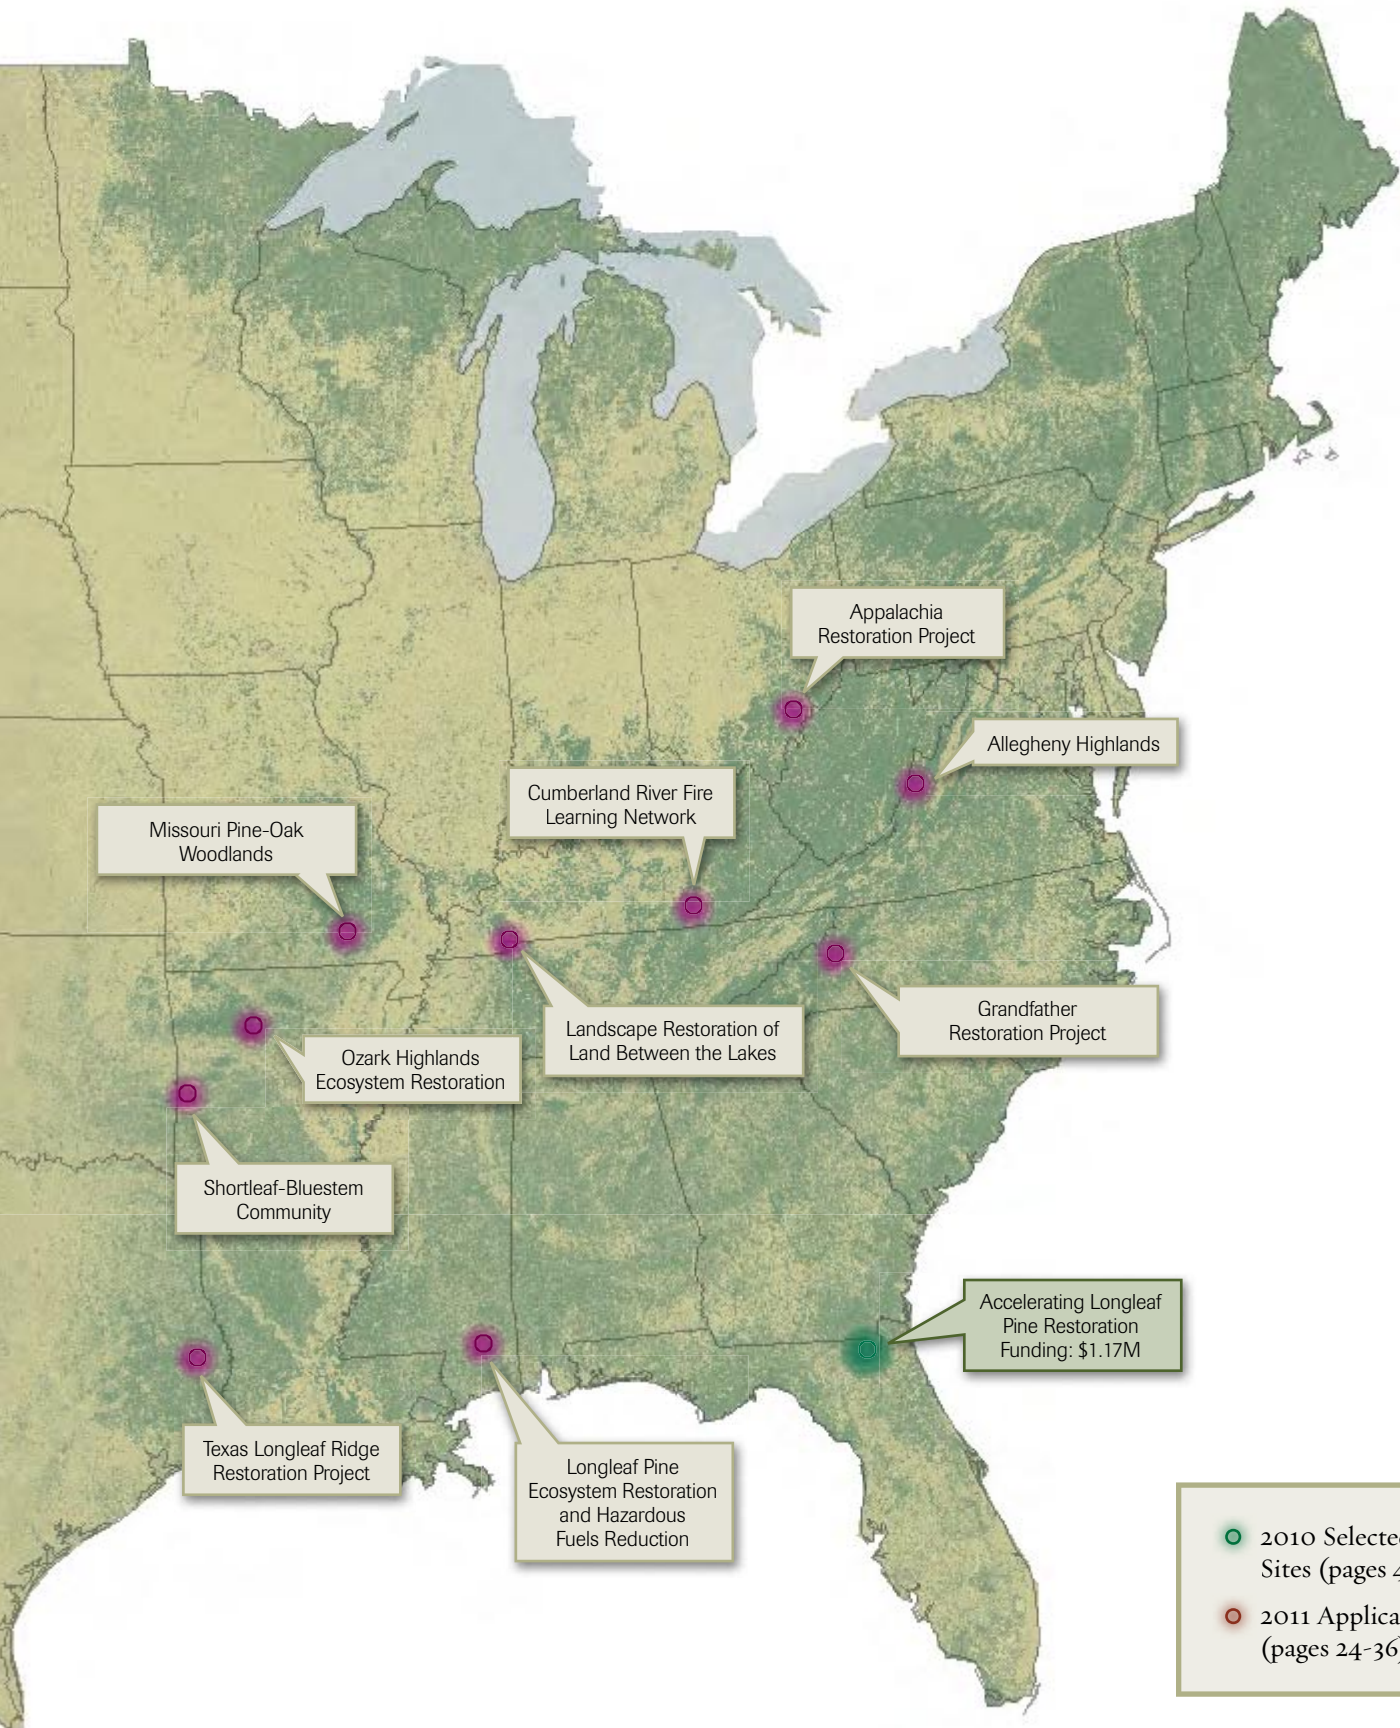 Appalachia
Restoration Project
Allegheny Highlands
Cumberland River Fire
Learning Network
Missouri Pine-Oak
Woodlands
Grandfather
Restoration Project
Landscape Restoration of
Land Between the Lakes
Ozark Highlands
Ecosystem Restoration
Shortleaf-Bluestem
Community
Accelerating Longleaf
Pine Restoration
Funding: $1.17M
Texas Longleaf Ridge
Restoration Project
Longleaf Pine
Ecosystem Restoration
and Hazardous
Fuels Reduction
2010 Selecte
Sites (pages 4
2011 Applica
(pages 24-36)